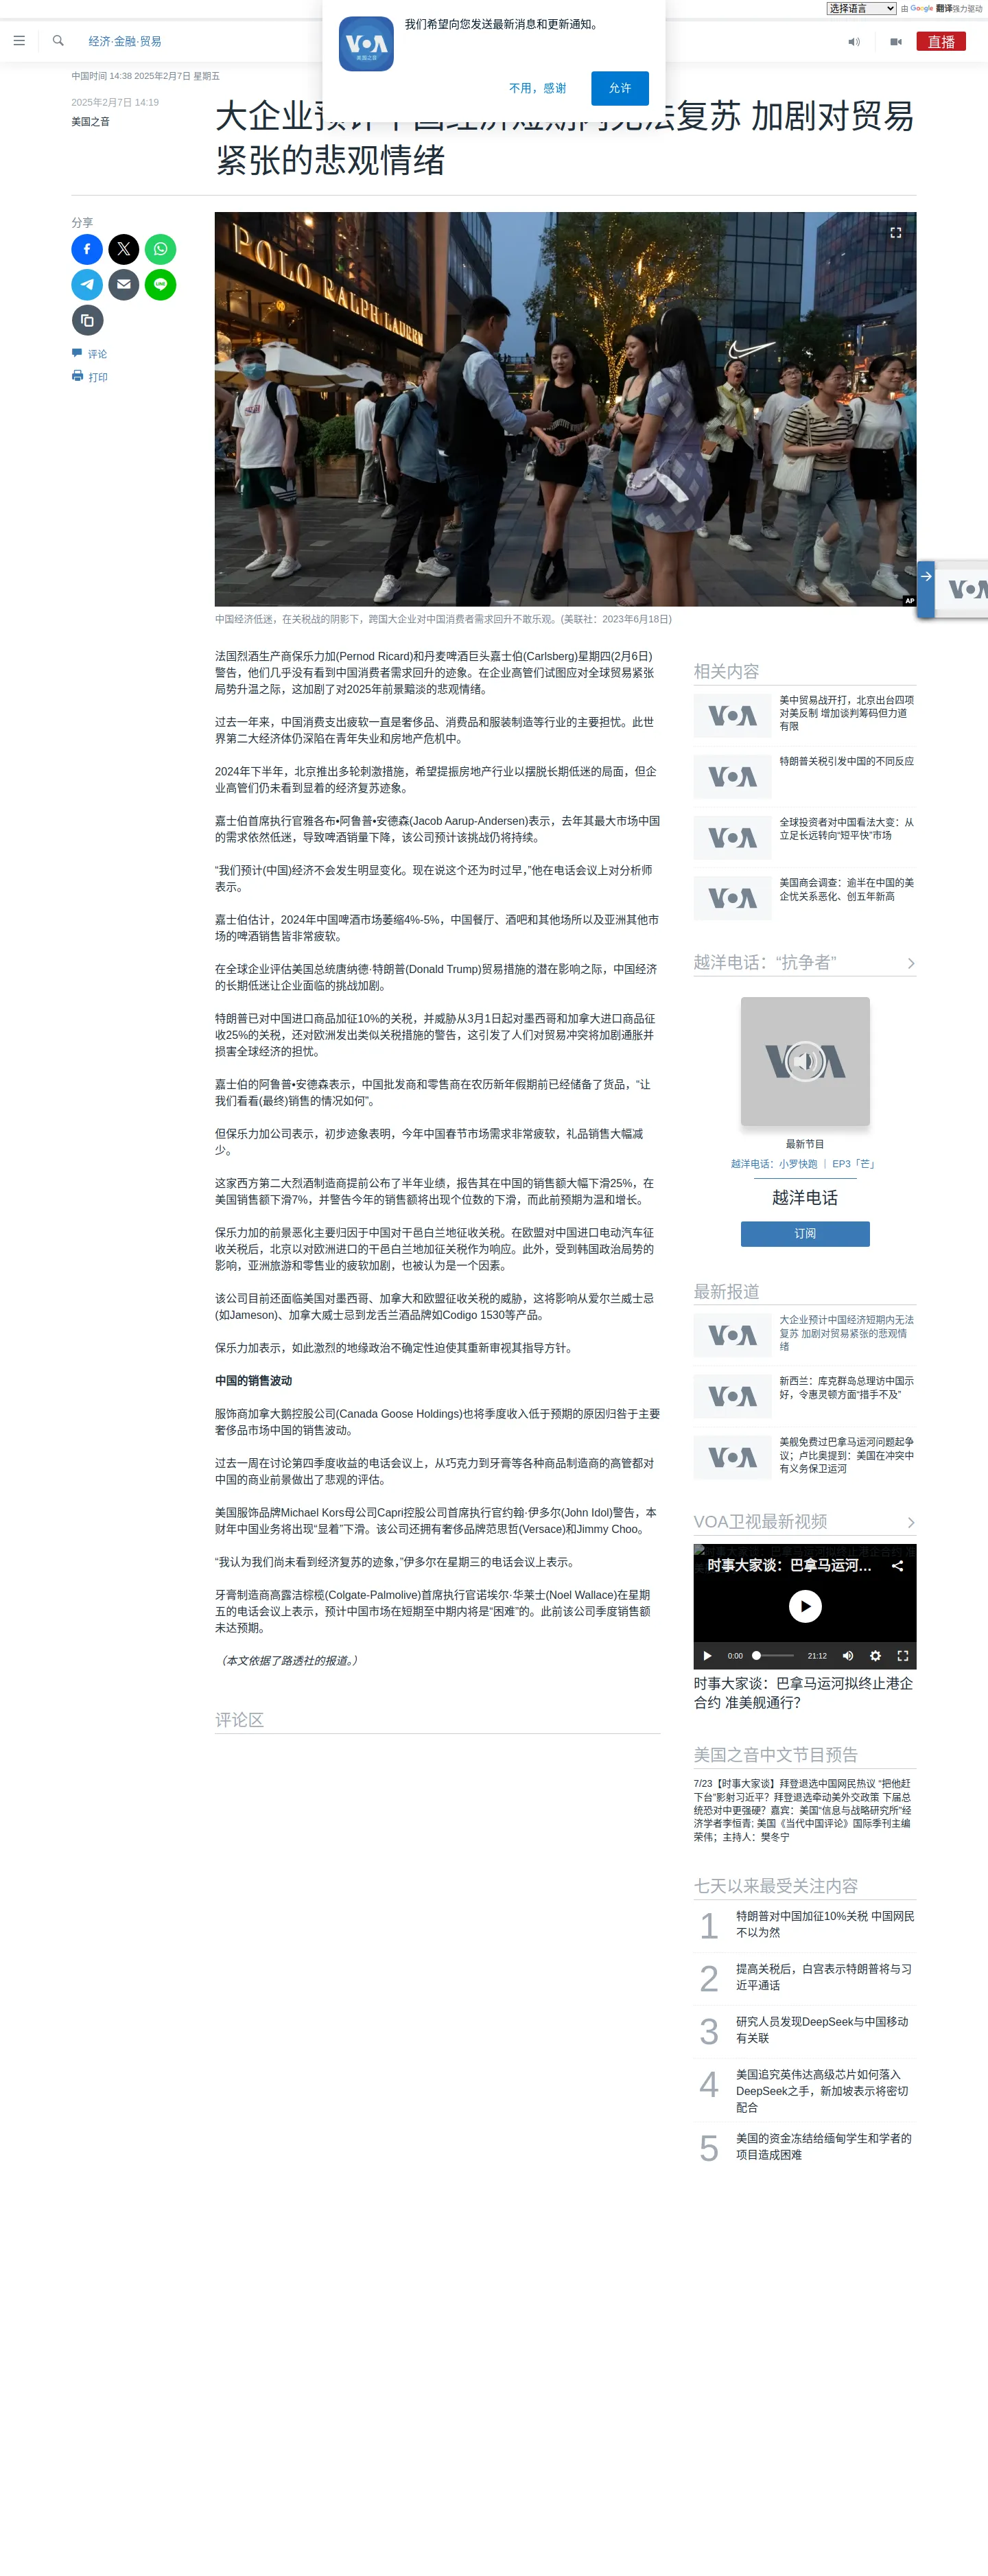 选择语言
由 Google 翻译强力驱动
我们希望向您发送最新消息和更新通知。
VOA
美国之音
不用，感谢
允许
经济·金融·贸易
直播
中国时间 14:38 2025年2月7日 星期五
2025年2月7日 14:19
美国之音
大企业预计中国经济短期内无法复苏 加剧对贸易
紧张的悲观情绪
分享
评论
打印
POLO RALPH LAUREN
AP
VOA
中国经济低迷，在关税战的阴影下，跨国大企业对中国消费者需求回升不敢乐观。(美联社：2023年6月18日)
法国烈酒生产商保乐力加(Pernod Ricard)和丹麦啤酒巨头嘉士伯(Carlsberg)星期四(2月6日)
警告，他们几乎没有看到中国消费者需求回升的迹象。在企业高管们试图应对全球贸易紧张
局势升温之际，这加剧了对2025年前景黯淡的悲观情绪。
过去一年来，中国消费支出疲软一直是奢侈品、消费品和服装制造等行业的主要担忧。此世
界第二大经济体仍深陷在青年失业和房地产危机中。
2024年下半年，北京推出多轮刺激措施，希望提振房地产行业以摆脱长期低迷的局面，但企
业高管们仍未看到显着的经济复苏迹象。
嘉士伯首席执行官雅各布•阿鲁普•安德森(Jacob Aarup-Andersen)表示，去年其最大市场中国
的需求依然低迷，导致啤酒销量下降，该公司预计该挑战仍将持续。
“我们预计(中国)经济不会发生明显变化。现在说这个还为时过早，”他在电话会议上对分析师
表示。
嘉士伯估计，2024年中国啤酒市场萎缩4%-5%，中国餐厅、酒吧和其他场所以及亚洲其他市
场的啤酒销售皆非常疲软。
在全球企业评估美国总统唐纳德·特朗普(Donald Trump)贸易措施的潜在影响之际，中国经济
的长期低迷让企业面临的挑战加剧。
特朗普已对中国进口商品加征10%的关税，并威胁从3月1日起对墨西哥和加拿大进口商品征
收25%的关税，还对欧洲发出类似关税措施的警告，这引发了人们对贸易冲突将加剧通胀并
损害全球经济的担忧。
嘉士伯的阿鲁普•安德森表示，中国批发商和零售商在农历新年假期前已经储备了货品，“让
我们看看(最终)销售的情况如何”。
但保乐力加公司表示，初步迹象表明，今年中国春节市场需求非常疲软，礼品销售大幅减
少。
这家西方第二大烈酒制造商提前公布了半年业绩，报告其在中国的销售额大幅下滑25%，在
美国销售额下滑7%，并警告今年的销售额将出现个位数的下滑，而此前预期为温和增长。
保乐力加的前景恶化主要归因于中国对干邑白兰地征收关税。在欧盟对中国进口电动汽车征
收关税后，北京以对欧洲进口的干邑白兰地加征关税作为响应。此外，受到韩国政治局势的
影响，亚洲旅游和零售业的疲软加剧，也被认为是一个因素。
该公司目前还面临美国对墨西哥、加拿大和欧盟征收关税的威胁，这将影响从爱尔兰威士忌
(如Jameson)、加拿大威士忌到龙舌兰酒品牌如Codigo 1530等产品。
保乐力加表示，如此激烈的地缘政治不确定性迫使其重新审视其指导方针。
中国的销售波动
服饰商加拿大鹅控股公司(Canada Goose Holdings)也将季度收入低于预期的原因归咎于主要
奢侈品市场中国的销售波动。
过去一周在讨论第四季度收益的电话会议上，从巧克力到牙膏等各种商品制造商的高管都对
中国的商业前景做出了悲观的评估。
美国服饰品牌Michael Kors母公司Capri控股公司首席执行官约翰·伊多尔(John Idol)警告，本
财年中国业务将出现“显着”下滑。该公司还拥有奢侈品牌范思哲(Versace)和Jimmy Choo。
“我认为我们尚未看到经济复苏的迹象，”伊多尔在星期三的电话会议上表示。
牙膏制造商高露洁棕榄(Colgate-Palmolive)首席执行官诺埃尔·华莱士(Noel Wallace)在星期
五的电话会议上表示，预计中国市场在短期至中期内将是“困难”的。此前该公司季度销售额
未达预期。
（本文依据了路透社的报道。）
评论区
相关内容
VOA
美中贸易战开打，北京出台四项
对美反制 增加谈判筹码但力道
有限
VOA
特朗普关税引发中国的不同反应
VOA
全球投资者对中国看法大变：从
立足长远转向“短平快”市场
VOA
美国商会调查：逾半在中国的美
企忧关系恶化、创五年新高
越洋电话：“抗争者”
VOA
最新节目
越洋电话：小罗快跑 ｜ EP3「芒」
越洋电话
订阅
最新报道
VOA
大企业预计中国经济短期内无法
复苏 加剧对贸易紧张的悲观情
绪
VOA
新西兰：库克群岛总理访中国示
好，令惠灵顿方面“措手不及”
VOA
美舰免费过巴拿马运河问题起争
议；卢比奥提到：美国在冲突中
有义务保卫运河
VOA卫视最新视频
时事大家谈：巴拿马运河...
0:00
21:12
时事大家谈：巴拿马运河拟终止港企
合约 准美舰通行？
美国之音中文节目预告
7/23【时事大家谈】拜登退选中国网民热议 “把他赶
下台”影射习近平？拜登退选牵动美外交政策 下届总
统恐对中更强硬？嘉宾：美国“信息与战略研究所”经
济学者李恒青; 美国《当代中国评论》国际季刊主编
荣伟；主持人：樊冬宁
七天以来最受关注内容
1
特朗普对中国加征10%关税 中国网民
不以为然
2
提高关税后，白宫表示特朗普将与习
近平通话
3
研究人员发现DeepSeek与中国移动
有关联
4
美国追究英伟达高级芯片如何落入
DeepSeek之手，新加坡表示将密切
配合
5
美国的资金冻结给缅甸学生和学者的
项目造成困难